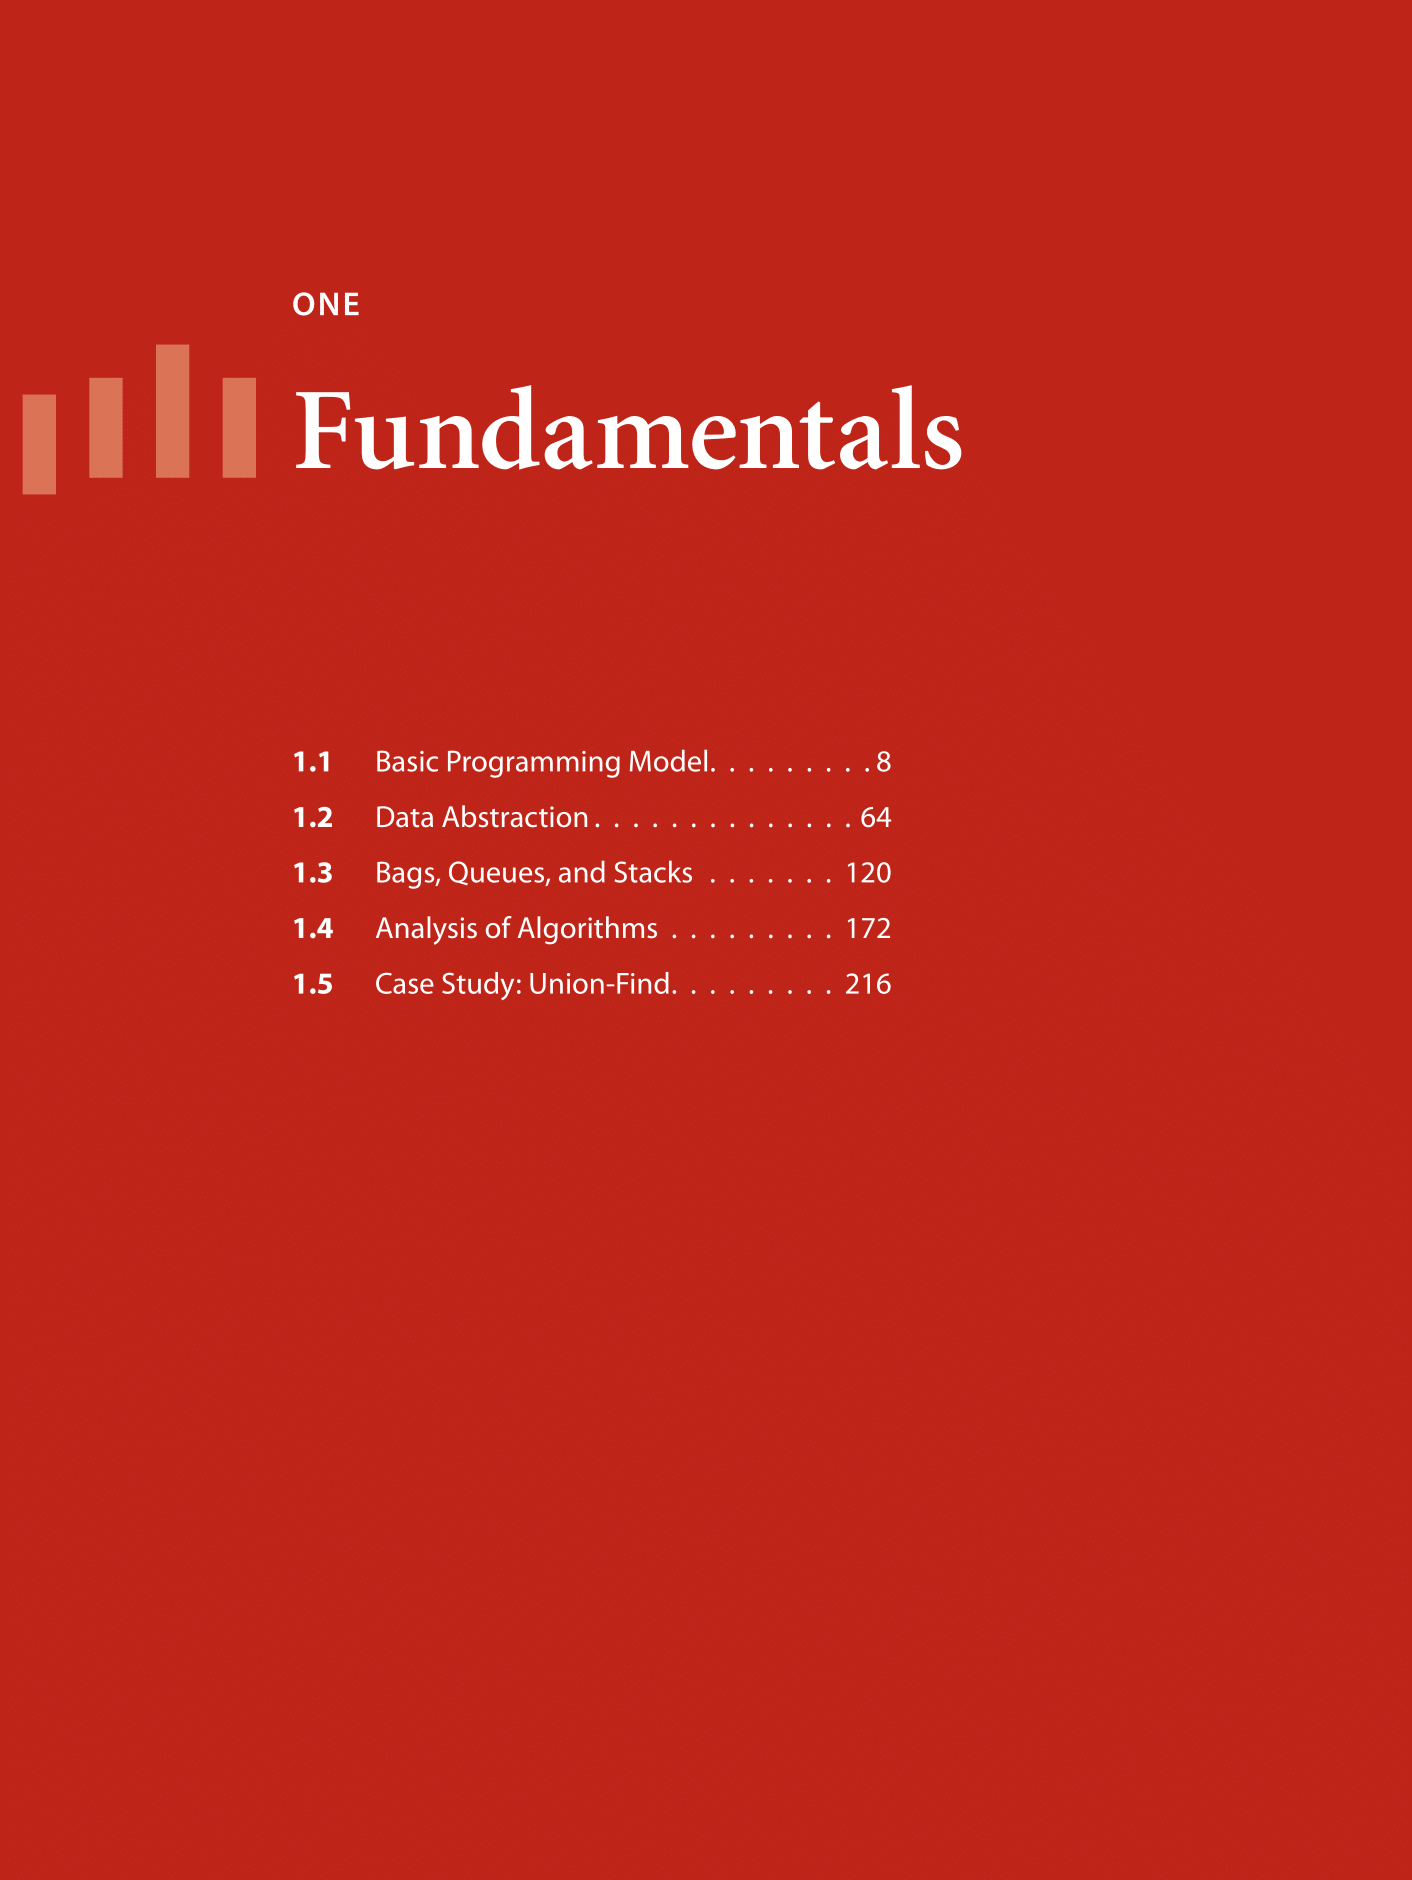 ONE
Fundamentals
1.1 Basic Programming Model. . . . . . . . . 8
1.2 Data Abstraction . . . . . . . . . . . . . . 64
1.3 Bags, Queues, and Stacks . . . . . . . 120
1.4 Analysis of Algorithms . . . . . . . . . 172
1.5 Case Study: Union-Find. . . . . . . . . 216